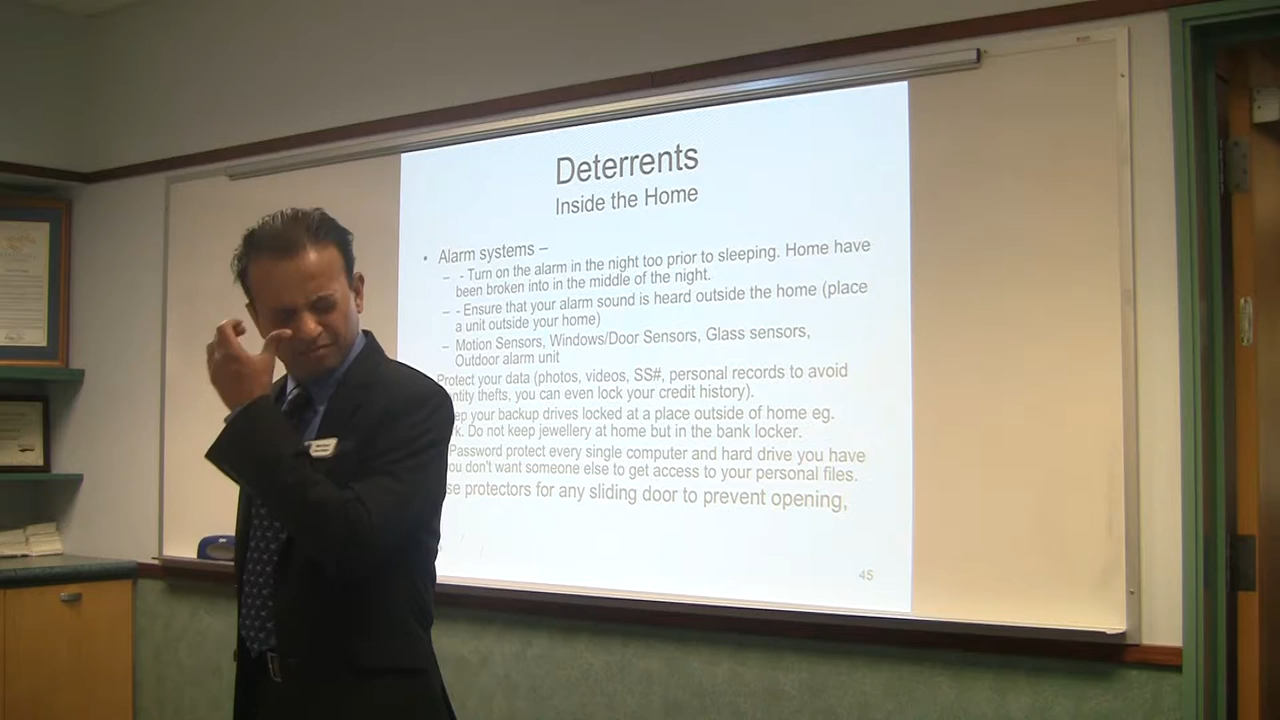 Deterrents
Inside the Home
• Alarm systems –
– - Turn on the alarm in the night too prior to sleeping. Home have
been broken into in the middle of the night.
– - Ensure that your alarm sound is heard outside the home (place
a unit outside your home)
– Motion Sensors, Windows/Door Sensors, Glass sensors,
Outdoor alarm unit
Protect your data (photos, videos, SS#, personal records to avoid
thefts, you can even lock your credit history).
your backup drives locked at a place outside of home eg.
Do not keep jewellery at home but in the bank locker.
Password protect every single computer and hard drive you have
you don't want someone else to get access to your personal files.
protectors for any sliding door to prevent opening,
45